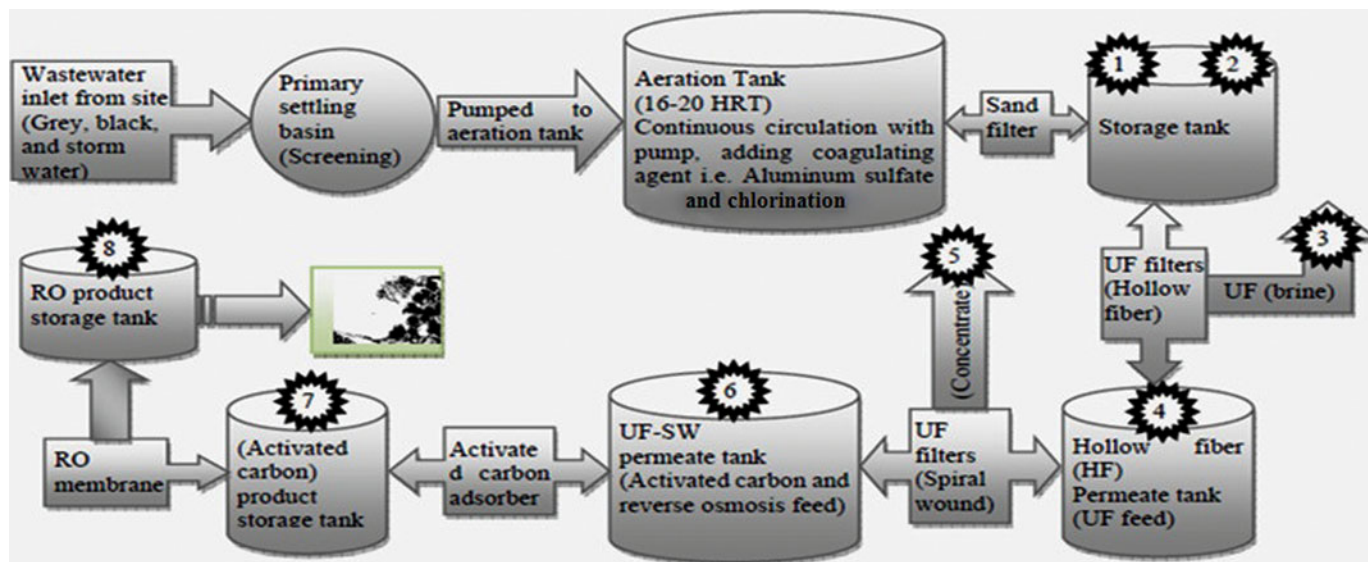 Wastewater
inlet from site
(Grey, black,
and storm
water)
Primary
settling
basin
(Screening)
Pumped to
aeration tank
Aeration Tank
(16-20 HRT)
Continuous circulation with
pump, adding coagulating
agent i.e. Aluminum sulfate
and chlorination
Sand
filter
1
2
Storage tank
3
UF filters
(Hollow
fiber)
UF (brine)
4
Hollow fiber
(HF)
Permeate tank
(UF feed)
5
(Concentrate)
UF
filters
(Spiral
wound)
6
UF-SW
permeate tank
(Activated carbon and
reverse osmosis feed)
Activate
d carbon
adsorber
7
(Activated
carbon)
product
storage tank
RO
membrane
8
RO product
storage tank